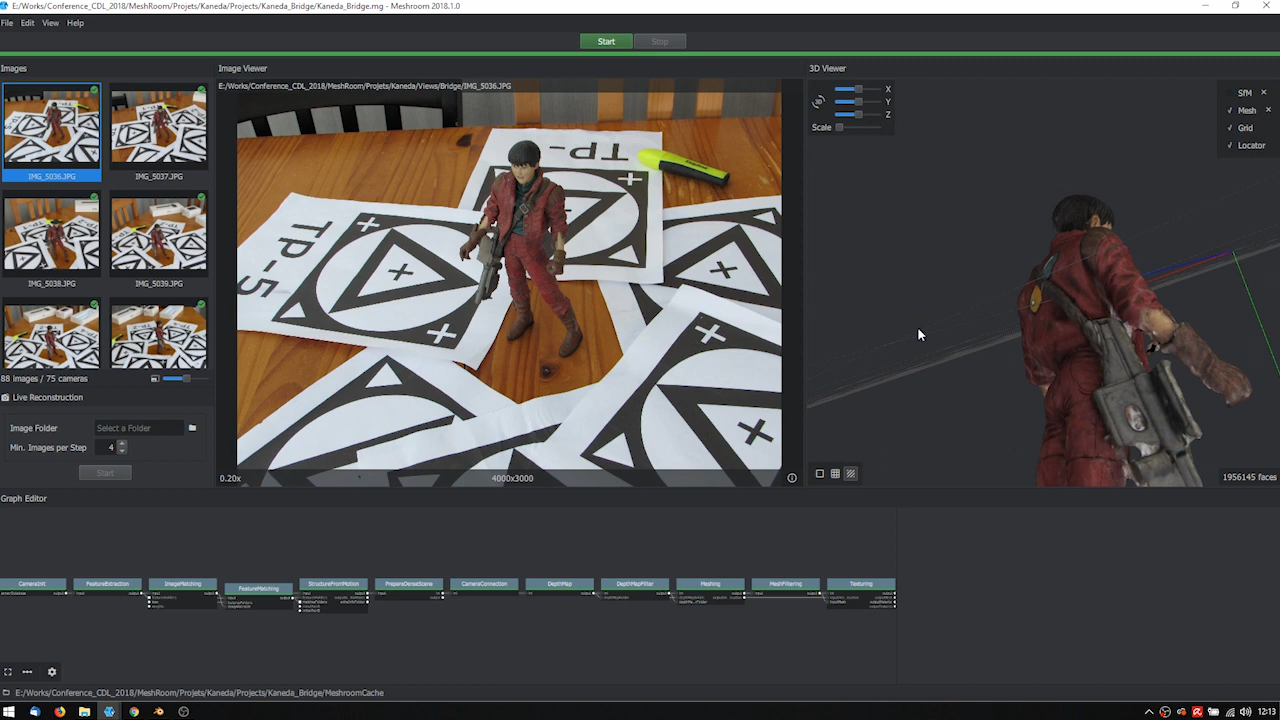 E:/Works/Conference_CDL_2018/MeshRoom/Projets/Kaneda/Projects/Kaneda_Bridge/Kaneda_Bridge.mg - Meshroom 2018.1.0
File Edit View Help
Start Stop
Images
Image Viewer
3D Viewer
E:/Works/Conference_CDL_2018/MeshRoom/Projets/Kaneda/Views/Bridge/IMG_5036.JPG
X
Y
Z
Scale
SfM
Mesh
Grid
Locator
TP-
TP-5
IMG_5036.JPG
IMG_5037.JPG
IMG_5038.JPG
IMG_5039.JPG
88 images / 75 cameras
Live Reconstruction
Image Folder Select a Folder
Min. Images per Step 4
Start
0.20x
4000x3000
1956145 faces
Graph Editor
CameraInit
FeatureExtraction
ImageMatching
FeatureMatching
StructureFromMotion
PrepareDenseScene
CameraConnection
DepthMap
DepthMapFilter
Meshing
MeshFiltering
Texturing
E:/Works/Conference_CDL_2018/MeshRoom/Projets/Kaneda/Projects/Kaneda_Bridge/MeshroomCache
12:13